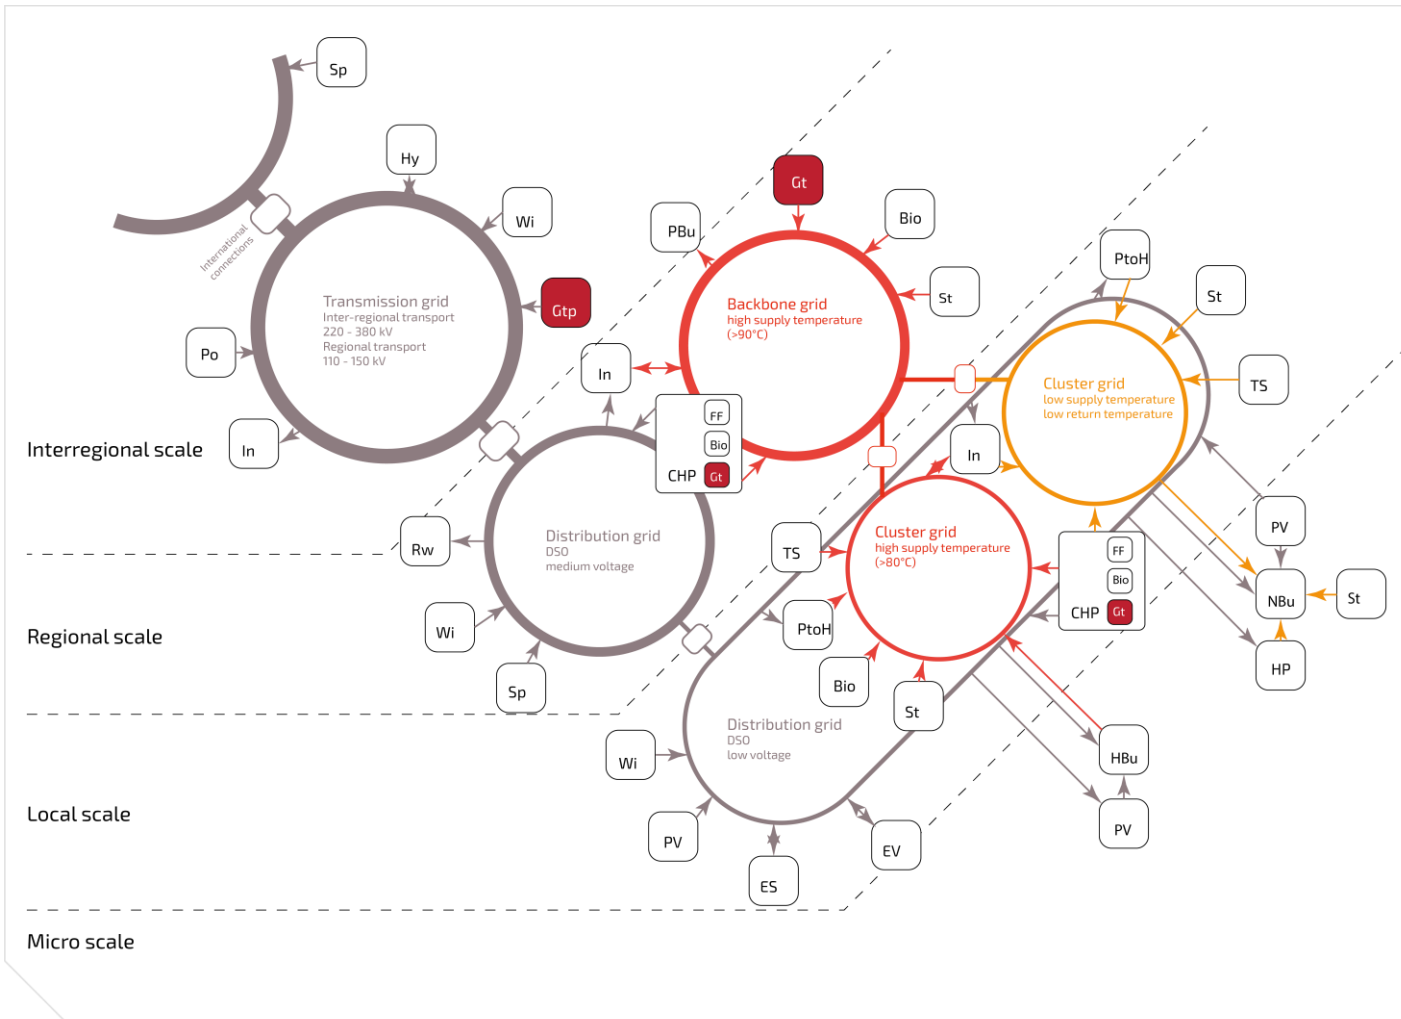 Sp
Hy
Wi
International
connections
Transmission grid
Inter-regional transport
220 - 380 kV
Regional transport
110 - 150 kV
Gtp
Po
In
Gt
PBu
Bio
St
Backbone grid
high supply temperature
(>90°C)
In
FF
Bio
CHP
Gt
PtoH
St
TS
Cluster grid
low supply temperature
low return temperature
In
Interregional scale
Rw
Distribution grid
DSO
medium voltage
Wi
Sp
TS
Cluster grid
high supply temperature
(>80°C)
PtoH
Bio
St
FF
Bio
CHP
Gt
PV
NBu
St
HP
Regional scale
Distribution grid
DSO
low voltage
Wi
PV
ES
EV
HBu
PV
Local scale
Micro scale